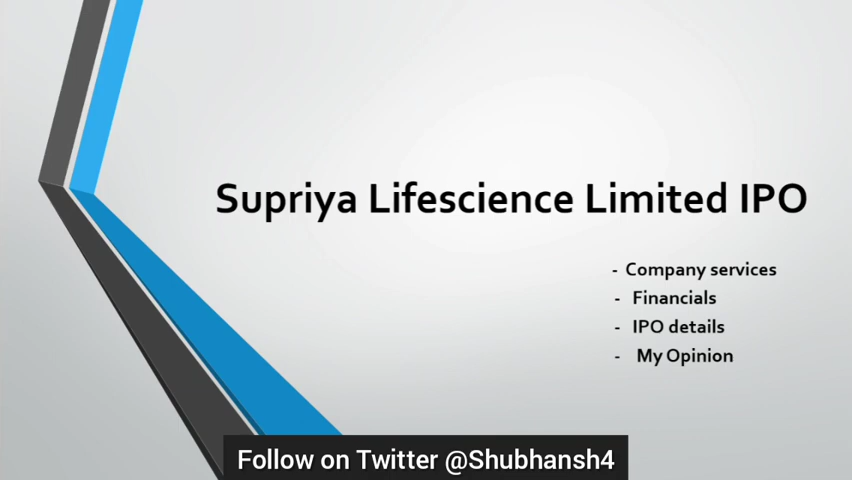 Supriya Lifescience Limited IPO
- Company services
- Financials
- IPO details
- My Opinion
Follow on Twitter @Shubhansh4